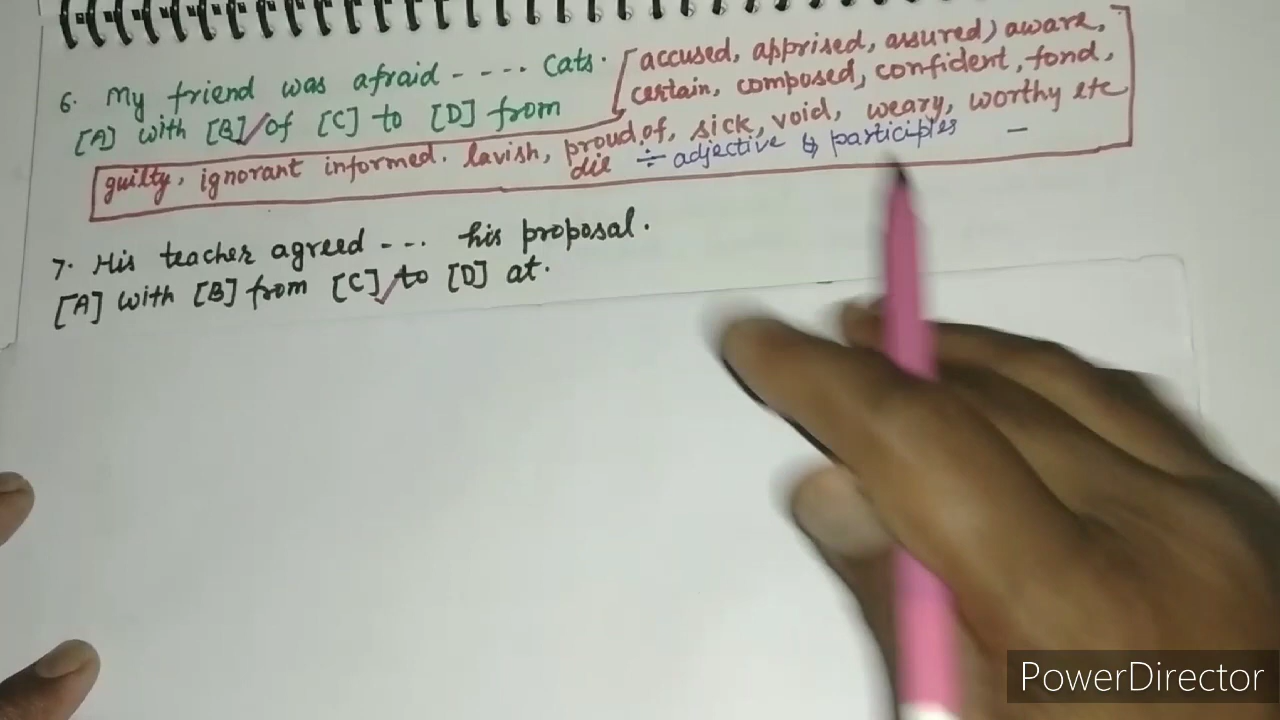 6. My friend was afraid - - - - cats.
[A] with [B] of [C] to [D] from
[accused, apprised, assured) aware,
certain, composed, confident, fond,
guilty, ignorant informed. lavish, proud of, sick, void, weary, worthy etc
die ÷ adjective & participles –
7. His teacher agreed - - - his proposal.
[A] with [B] from [C] to [D] at.
PowerDirector